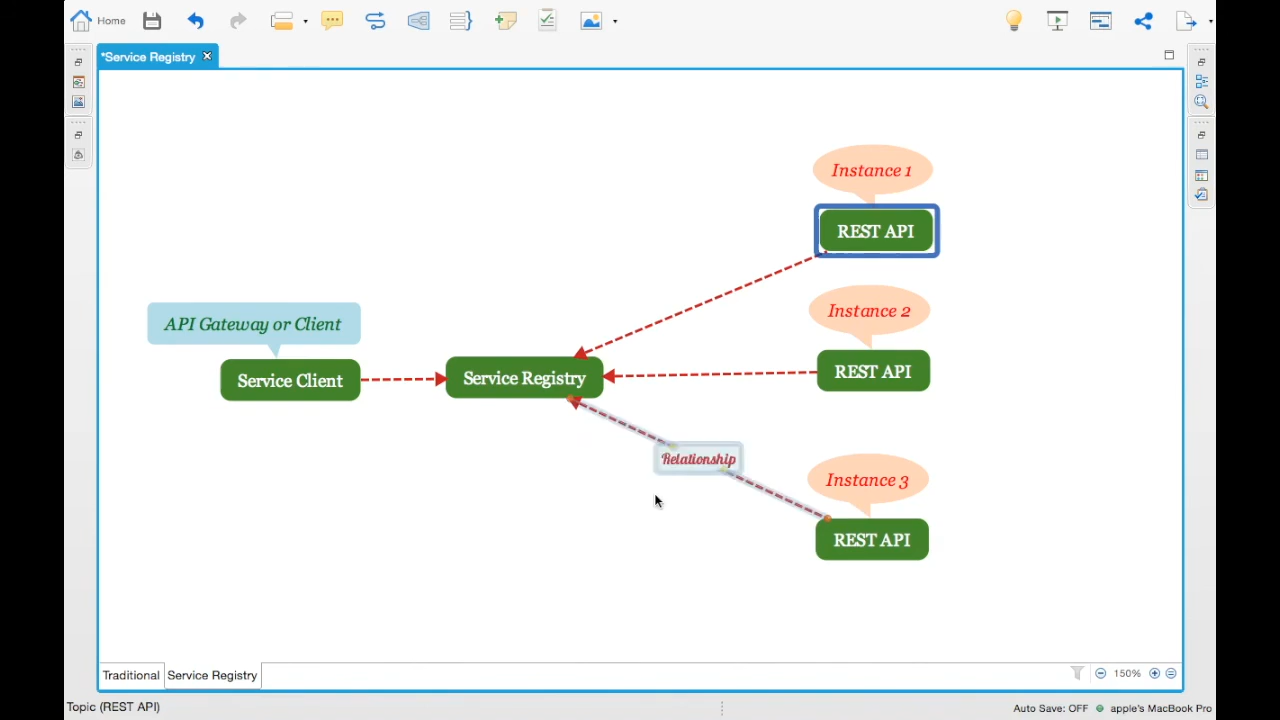 Home
*Service Registry
Instance 1
REST API
Instance 2
API Gateway or Client
REST API
Service Client
Service Registry
Relationship
Instance 3
REST API
Traditional
Service Registry
150%
Topic (REST API)
Auto Save: OFF
apple's MacBook Pro